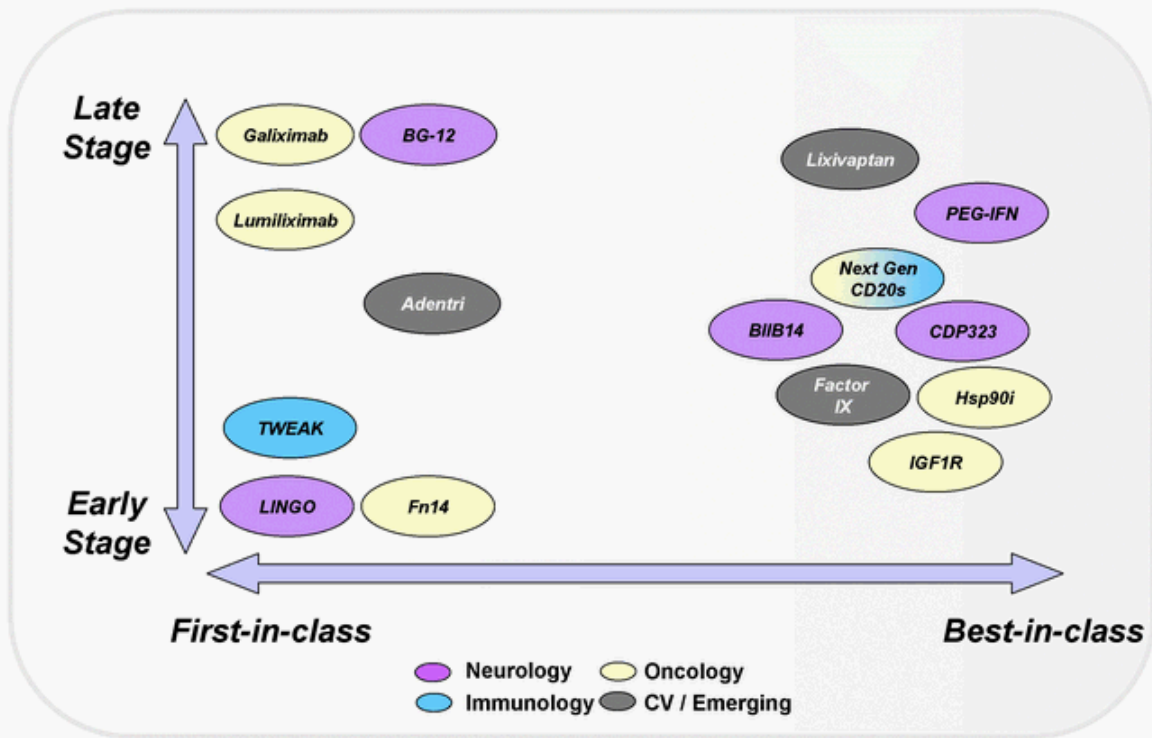 Late
Stage
Galiximab
BG-12
Lixivaptan
Lumiliximab
PEG-IFN
Next Gen
CD20s
Adentri
BIIB14
CDP323
Factor
IX
Hsp90i
TWEAK
IGF1R
Early
Stage
LINGO
Fn14
First-in-class
Best-in-class
Neurology
Oncology
Immunology
CV / Emerging